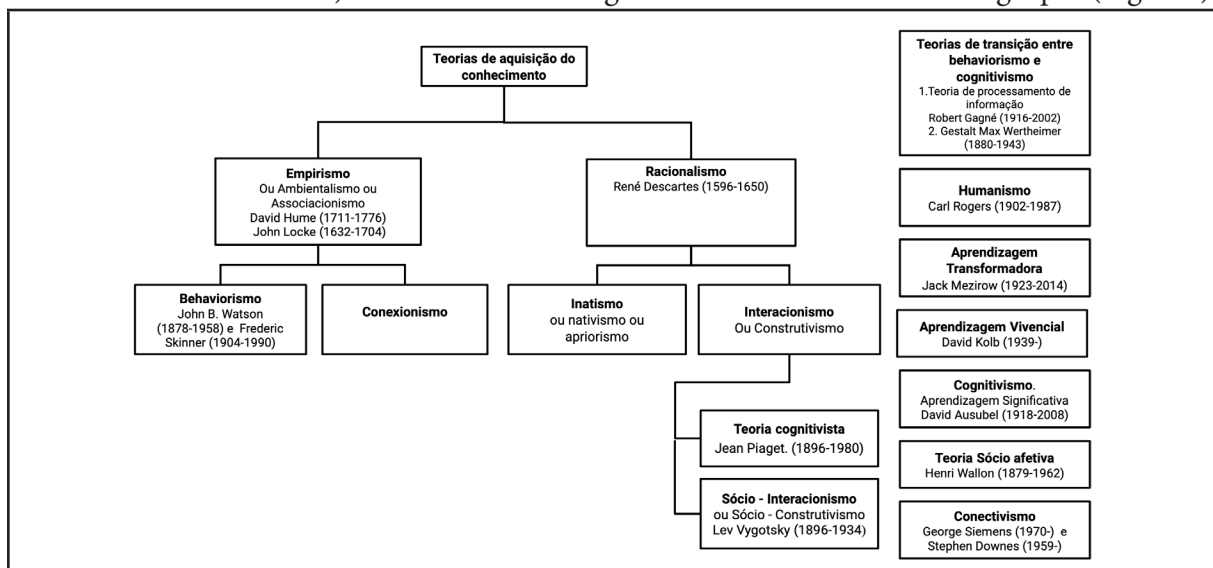 Teorias de aquisição do
conhecimento
Empirismo
Ou Ambientalismo ou
Associacionismo
David Hume (1711-1776)
John Locke (1632-1704)
Racionalismo
René Descartes (1596-1650)
Behaviorismo
John B. Watson
(1878-1958) e Frederic
Skinner (1904-1990)
Conexionismo
Inatismo
ou nativismo ou
apriorismo
Interacionismo
Ou Construtivismo
Teoria cognitivista
Jean Piaget. (1896-1980)
Sócio - Interacionismo
ou Sócio - Construtivismo
Lev Vygotsky (1896-1934)
Teorias de transição entre
behaviorismo e
cognitivismo
1.Teoria de processamento de
informação
Robert Gagné (1916-2002)
2. Gestalt Max Wertheimer
(1880-1943)
Humanismo
Carl Rogers (1902-1987)
Aprendizagem
Transformadora
Jack Mezirow (1923-2014)
Aprendizagem Vivencial
David Kolb (1939-)
Cognitivismo.
Aprendizagem Significativa
David Ausubel (1918-2008)
Teoria Sócio afetiva
Henri Wallon (1879-1962)
Conectivismo
George Siemens (1970-) e
Stephen Downes (1959-)